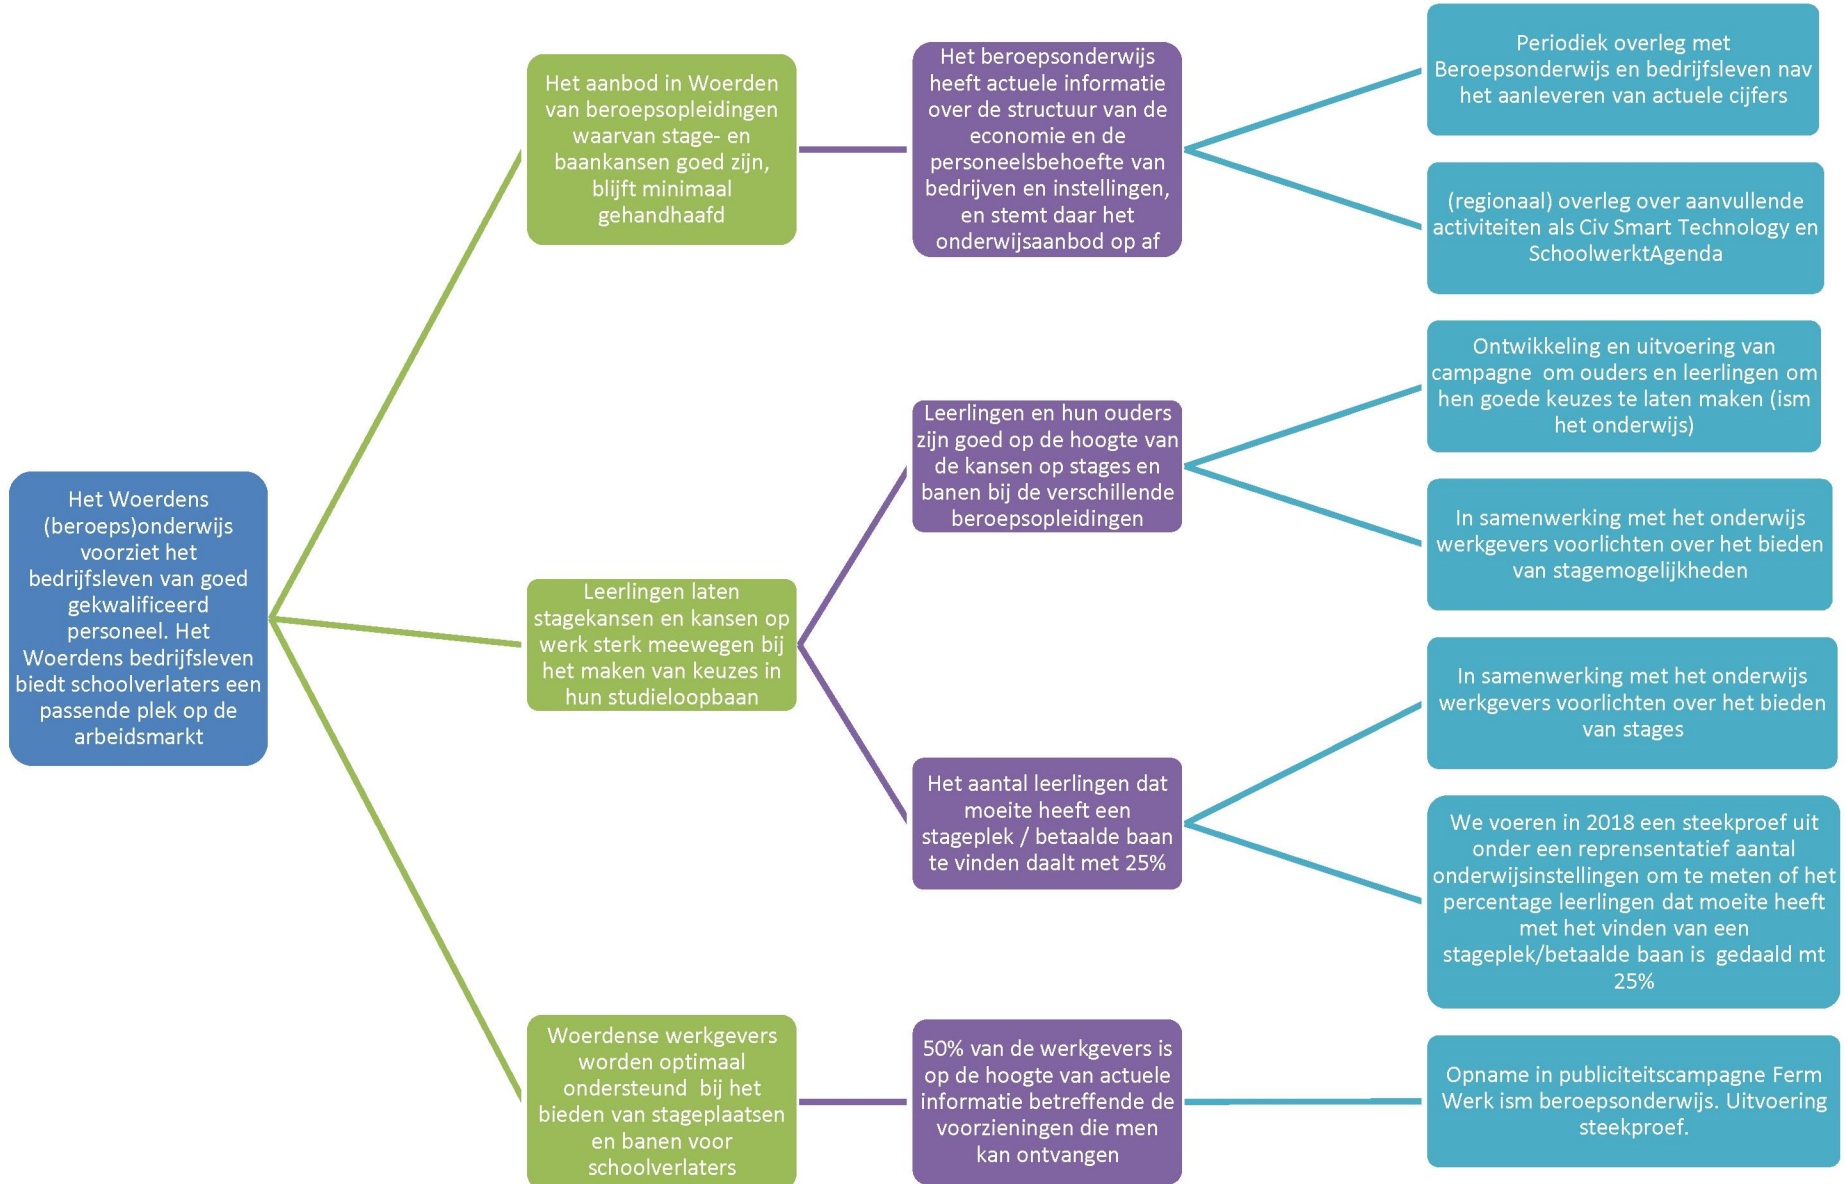 Het Woerdens
(beroeps)onderwijs
voorziet het
bedrijfsleven van goed
gekwalificeerd
personeel. Het
Woerdens bedrijfsleven
biedt schoolverlaters een
passende plek op de
arbeidsmarkt
Het aanbod in Woerden
van beroepsopleidingen
waarvan stage- en
baankansen goed zijn,
blijft minimaal
gehandhaafd
Het beroepsonderwijs
heeft actuele informatie
over de structuur van de
economie en de
personeelsbehoefte van
bedrijven en instellingen,
en stemt daar het
onderwijsaanbod op af
Periodiek overleg met
Beroepsonderwijs en bedrijfsleven nav
het aanleveren van actuele cijfers
(regionaal) overleg over aanvullende
activiteiten als Civ Smart Technology en
SchoolwerktAgenda
Leerlingen laten
stagekansen en kansen op
werk sterk meewegen bij
het maken van keuzes in
hun studieloopbaan
Leerlingen en hun ouders
zijn goed op de hoogte van
de kansen op stages en
banen bij de verschillende
beroepsopleidingen
Ontwikkeling en uitvoering van
campagne om ouders en leerlingen om
hen goede keuzes te laten maken (ism
het onderwijs)
In samenwerking met het onderwijs
werkgevers voorlichten over het bieden
van stagemogelijkheden
Het aantal leerlingen dat
moeite heeft een
stageplek / betaalde baan
te vinden daalt met 25%
In samenwerking met het onderwijs
werkgevers voorlichten over het bieden
van stages
We voeren in 2018 een steekproef uit
onder een reprensentatief aantal
onderwijsinstellingen om te meten of het
percentage leerlingen dat moeite heeft
met het vinden van een
stageplek/betaalde baan is gedaald mt
25%
Woerdense werkgevers
worden optimaal
ondersteund bij het
bieden van stageplaatsen
en banen voor
schoolverlaters
50% van de werkgevers is
op de hoogte van actuele
informatie betreffende de
voorzieningen die men
kan ontvangen
Opname in publiciteitscampagne Ferm
Werk ism beroepsonderwijs. Uitvoering
steekproef.